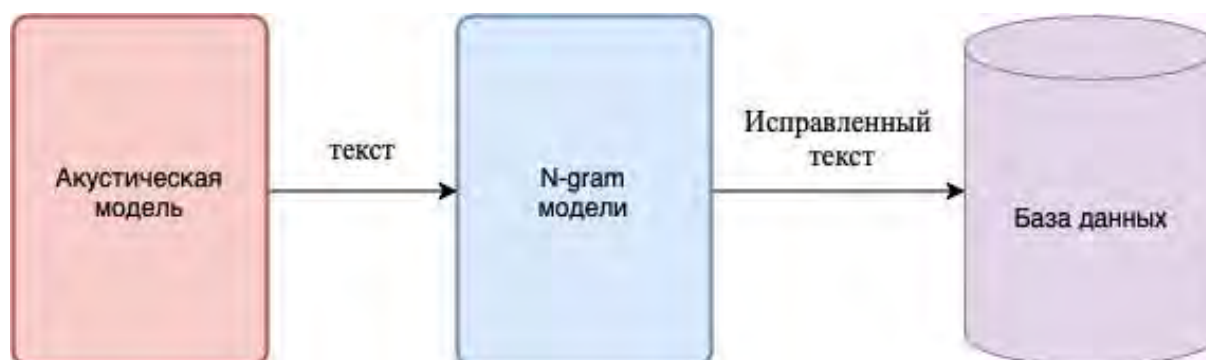 Акустическая
модель
текст
N-gram
модели
Исправленный
текст
База данных